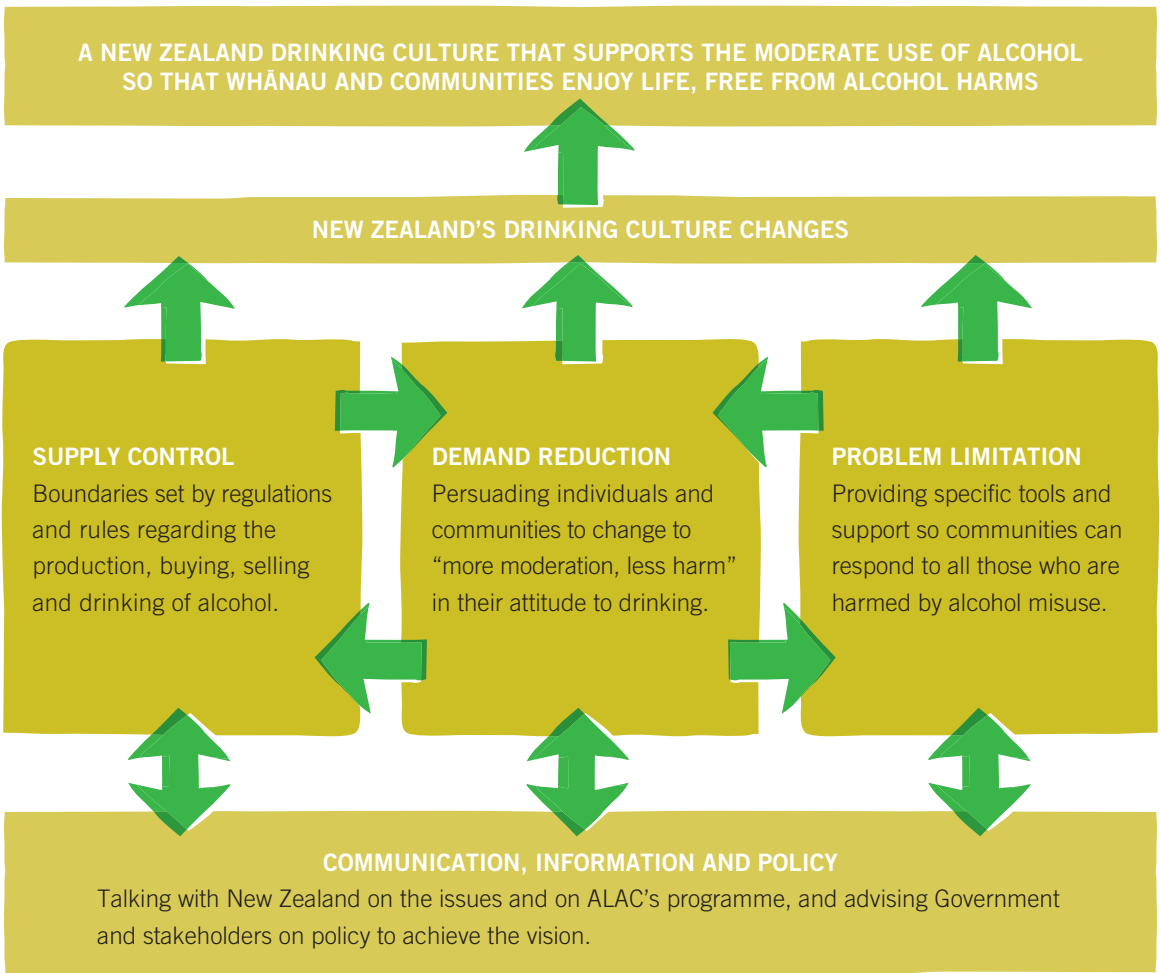 A NEW ZEALAND DRINKING CULTURE THAT SUPPORTS THE MODERATE USE OF ALCOHOL
SO THAT WHĀNAU AND COMMUNITIES ENJOY LIFE, FREE FROM ALCOHOL HARMS
NEW ZEALAND’S DRINKING CULTURE CHANGES
SUPPLY CONTROL
Boundaries set by regulations
and rules regarding the
production, buying, selling
and drinking of alcohol.
DEMAND REDUCTION
Persuading individuals and
communities to change to
“more moderation, less harm”
in their attitude to drinking.
PROBLEM LIMITATION
Providing specific tools and
support so communities can
respond to all those who are
harmed by alcohol misuse.
COMMUNICATION, INFORMATION AND POLICY
Talking with New Zealand on the issues and on ALAC’s programme, and advising Government
and stakeholders on policy to achieve the vision.